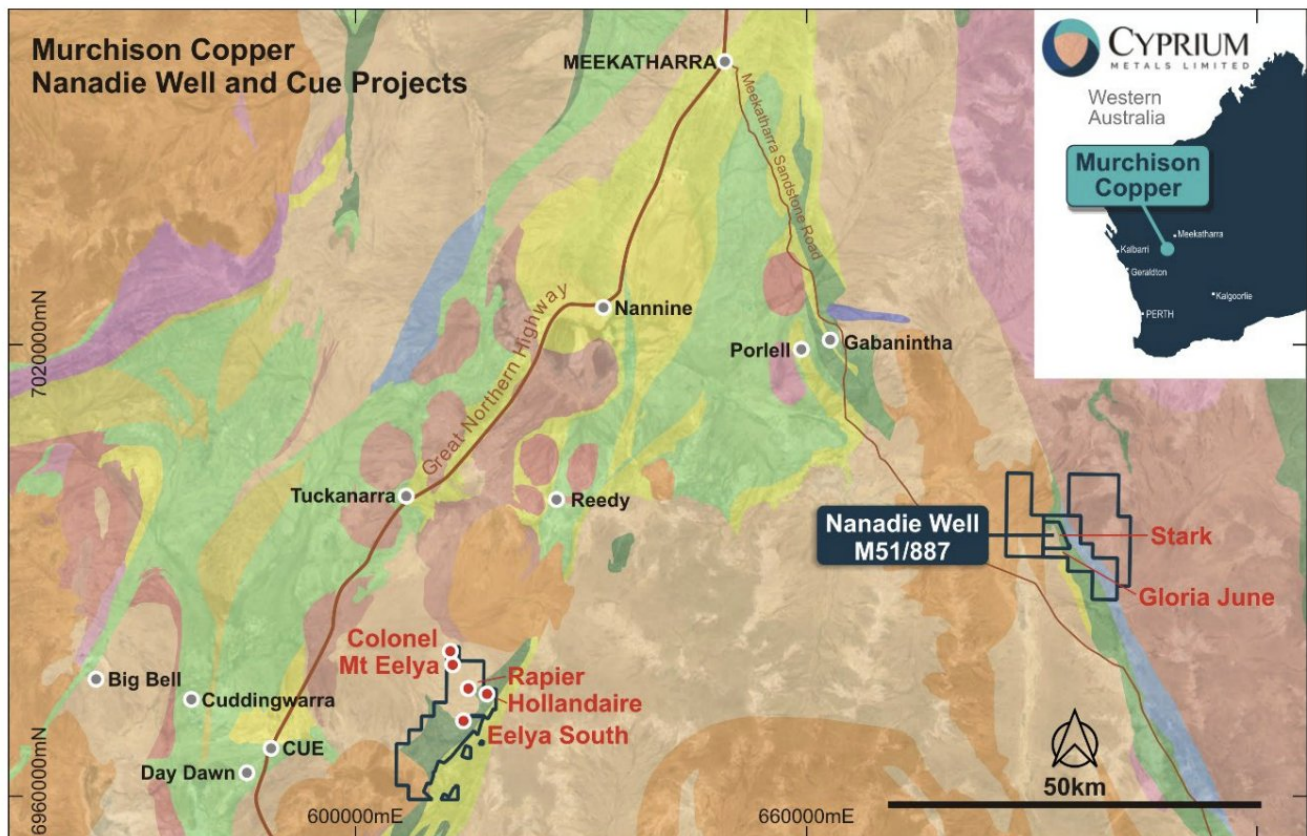 Murchison Copper
Nanadie Well and Cue Projects
MEEKATHARRA
CYPRIUM
METALS LIMITED
Western
Australia
Murchison
Copper
Meekatharra
Kalbarri
Geraldton
Kalgoorlie
PERTH
Meekatharra Sandstone Road
Great Northern Highway
Nannine
7020000mN
Porlell
Gabanintha
Tuckanarra
Reedy
Nanadie Well
M51/887
Stark
Gloria June
Colonel
Mt Eelya
Rapier
Hollandaire
Eelya South
Big Bell
Cuddingwarra
CUE
Day Dawn
50km
6960000mN
600000mE
660000mE